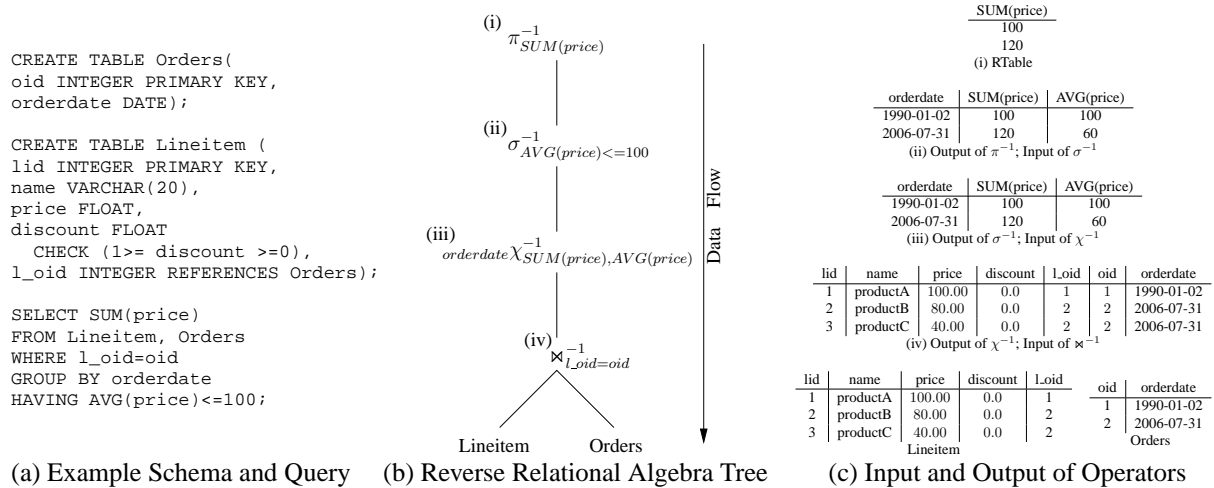 CREATE TABLE Orders(
oid INTEGER PRIMARY KEY,
orderdate DATE);
CREATE TABLE Lineitem (
lid INTEGER PRIMARY KEY,
name VARCHAR(20),
price FLOAT,
discount FLOAT
CHECK (1>= discount >=0),
l_oid INTEGER REFERENCES Orders);
SELECT SUM(price)
FROM Lineitem, Orders
WHERE l_oid=oid
GROUP BY orderdate
HAVING AVG(price)<=100;
(a) Example Schema and Query
(i) π⁻¹ SUM(price)
(ii) σ⁻¹ AVG(price)<=100
(iii) orderdate χ⁻¹ SUM(price),AVG(price)
(iv) ⋈⁻¹ l_oid=oid
Lineitem Orders
Data Flow
(b) Reverse Relational Algebra Tree
SUM(price)
100
120
(i) RTable
orderdate SUM(price) AVG(price)
1990-01-02 100 100
2006-07-31 120 60
(ii) Output of π⁻¹; Input of σ⁻¹
orderdate SUM(price) AVG(price)
1990-01-02 100 100
2006-07-31 120 60
(iii) Output of σ⁻¹; Input of χ⁻¹
lid name price discount l_oid oid orderdate
1 productA 100.00 0.0 1 1 1990-01-02
2 productB 80.00 0.0 2 2 2006-07-31
3 productC 40.00 0.0 2 2 2006-07-31
(iv) Output of χ⁻¹; Input of ⋈⁻¹
lid name price discount l_oid
1 productA 100.00 0.0 1
2 productB 80.00 0.0 2
3 productC 40.00 0.0 2
Lineitem
oid orderdate
1 1990-01-02
2 2006-07-31
Orders
(c) Input and Output of Operators